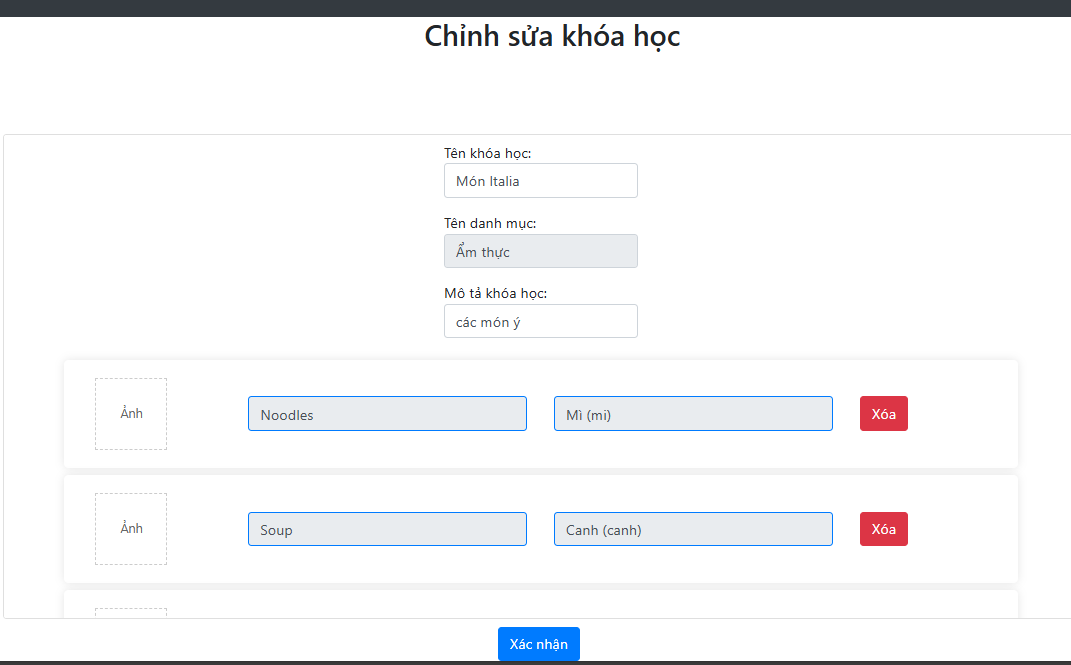 Chỉnh sửa khóa học
Tên khóa học:
Món Italia
Tên danh mục:
Ẩm thực
Mô tả khóa học:
các món ý
Ảnh Noodles Mì (mi) Xóa
Ảnh Soup Canh (canh) Xóa
Xác nhận